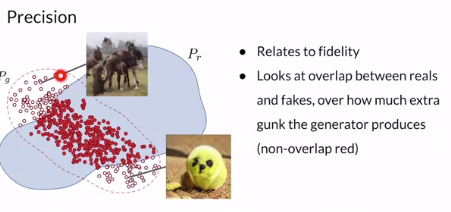 Precision
P_g
P_r
• Relates to fidelity
• Looks at overlap between reals
and fakes, over how much extra
gunk the generator produces
(non-overlap red)